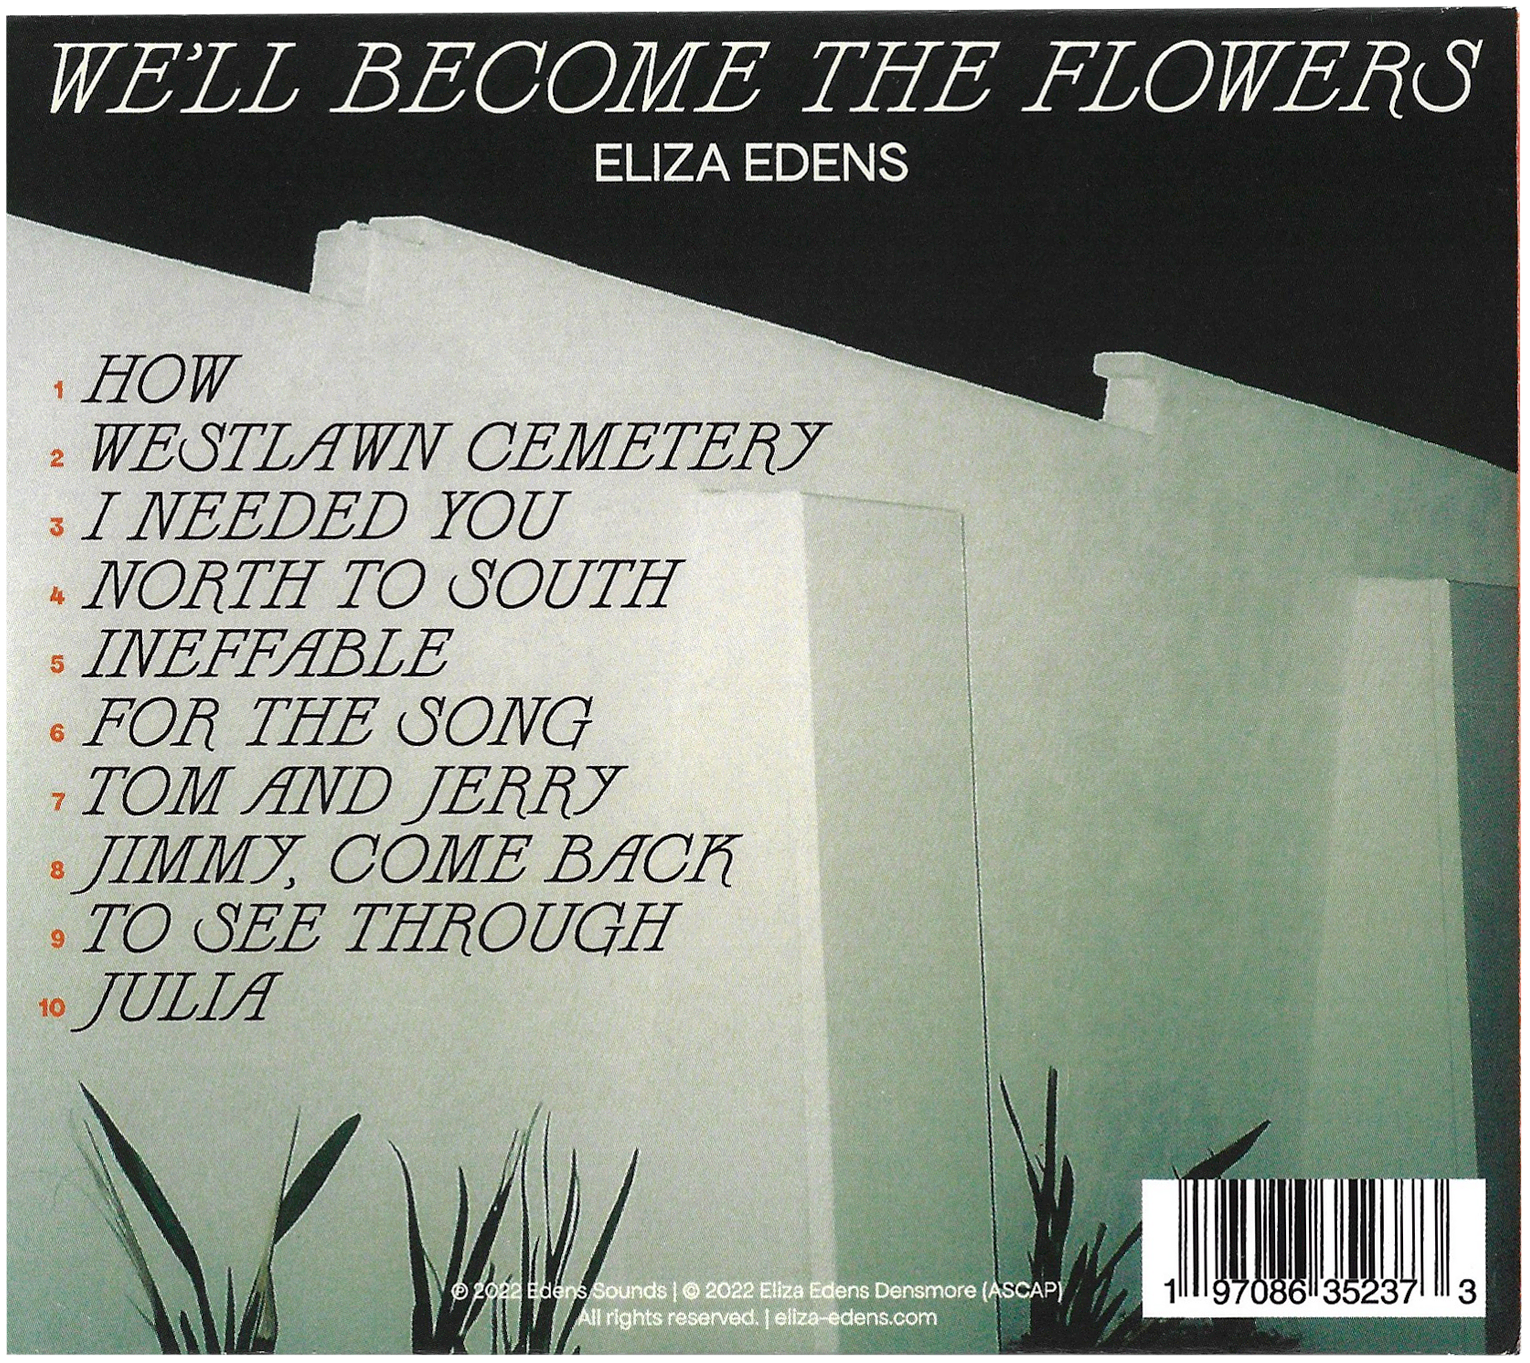 WE'LL BECOME THE FLOWERS
ELIZA EDENS
1 HOW
2 WESTLAWN CEMETERY
3 I NEEDED YOU
4 NORTH TO SOUTH
5 INEFFABLE
6 FOR THE SONG
7 TOM AND JERRY
8 JIMMY, COME BACK
9 TO SEE THROUGH
10 JULIA
℗ 2022 Edens Sounds | © 2022 Eliza Edens Densmore (ASCAP)
All rights reserved. | eliza-edens.com
1 97086 35237 3